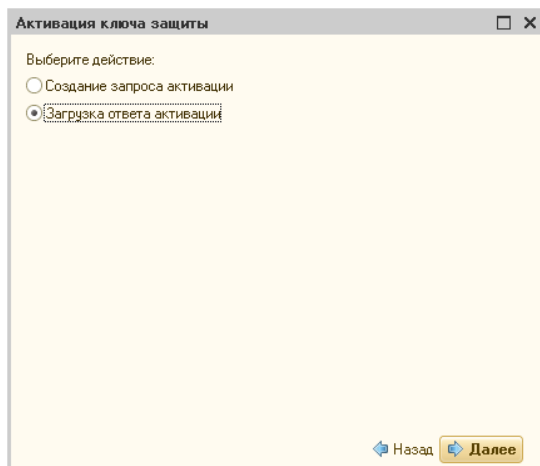 Активация ключа защиты
Выберите действие:
Создание запроса активации
Загрузка ответа активации
Назад Далее